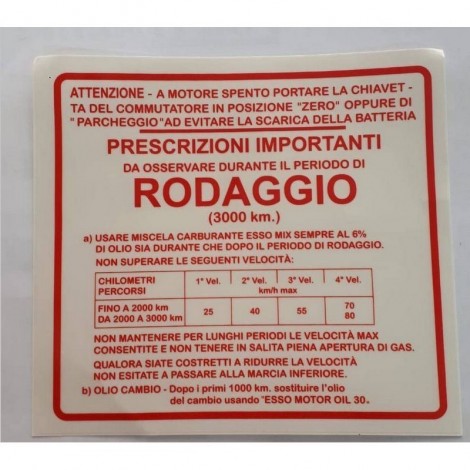 ATTENZIONE - A MOTORE SPENTO PORTARE LA CHIAVET -
TA DEL COMMUTATORE IN POSIZIONE "ZERO" OPPURE DI
" PARCHEGGIO"AD EVITARE LA SCARICA DELLA BATTERIA
PRESCRIZIONI IMPORTANTI
DA OSSERVARE DURANTE IL PERIODO DI
RODAGGIO
(3000 km.)
a) USARE MISCELA CARBURANTE ESSO MIX SEMPRE AL 6%
DI OLIO SIA DURANTE CHE DOPO IL PERIODO DI RODAGGIO.
NON SUPERARE LE SEGUENTI VELOCITÀ:
CHILOMETRI PERCORSI 1° Vel. 2° Vel. 3° Vel. 4° Vel.
km/h max
FINO A 2000 km 25 40 55 70
DA 2000 A 3000 km 80
NON MANTENERE PER LUNGHI PERIODI LE VELOCITÀ MAX
CONSENTITE E NON TENERE IN SALITA PIENA APERTURA DI GAS.
QUALORA SIATE COSTRETTI A RIDURRE LA VELOCITÀ
NON ESITATE A PASSARE ALLA MARCIA INFERIORE.
b) OLIO CAMBIO - Dopo i primi 1000 km. sostituire l'olio
del cambio usando "ESSO MOTOR OIL 30„